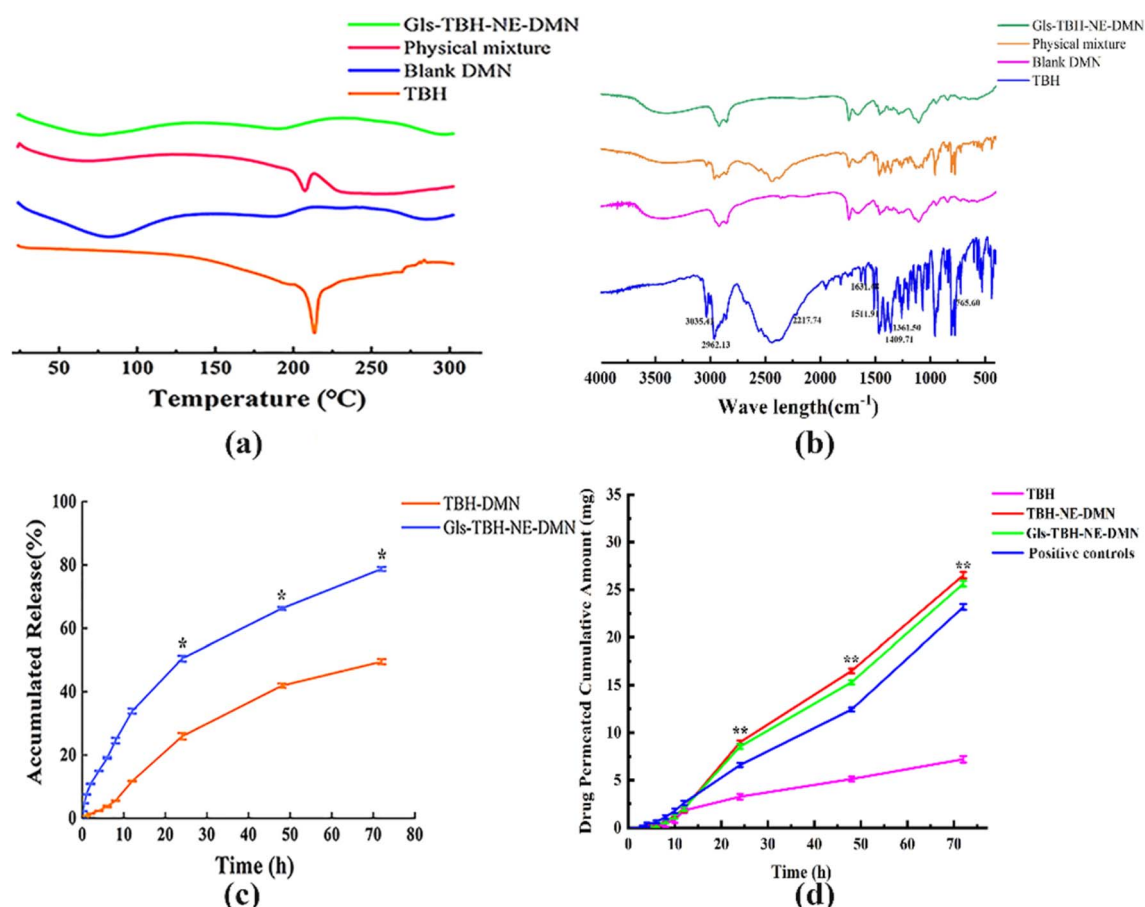 Gls-TBH-NE-DMN
Physical mixture
Blank DMN
TBH
50 100 150 200 250 300
Temperature (°C)
(a)
Gls-TBH-NE-DMN
Physical mixture
Blank DMN
TBH
3035.41
2962.13
2217.74
1511.91
1361.50
1409.71
765.60
4000 3500 3000 2500 2000 1500 1000 500
Wave length(cm-1)
(b)
Accumulated Release(%)
100
80
60
40
20
0
TBH-DMN
Gls-TBH-NE-DMN
* * *
0 10 20 30 40 50 60 70 80
Time (h)
(c)
Drug Permeated Cumulative Amount (mg)
35
30
25
20
15
10
5
0
TBH
TBH-NE-DMN
Gls-TBH-NE-DMN
Positive controls
** ** **
0 10 20 30 40 50 60 70
Time (h)
(d)